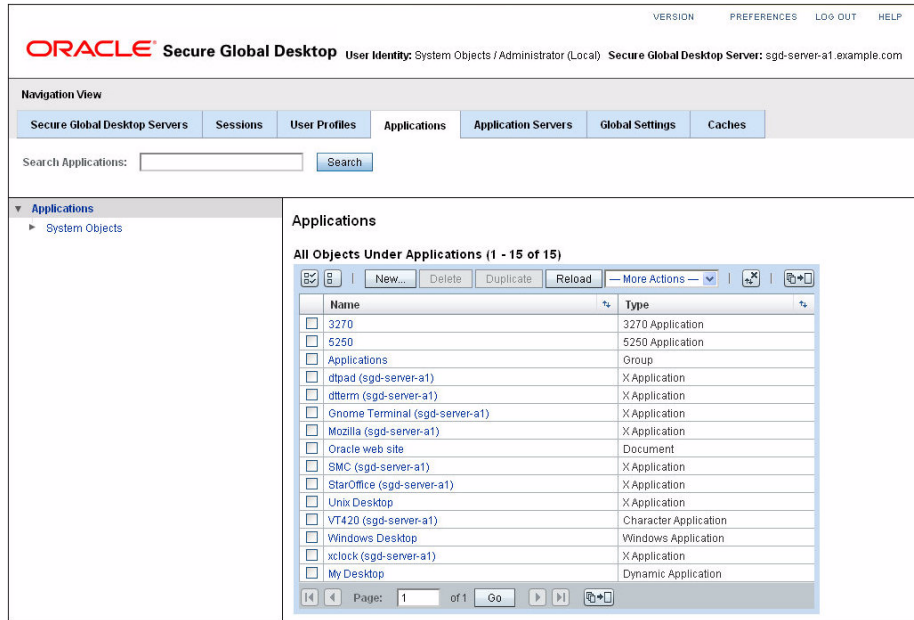 VERSION PREFERENCES LOG OUT HELP
ORACLE Secure Global Desktop User Identity: System Objects / Administrator (Local) Secure Global Desktop Server: sgd-server-a1.example.com
Navigation View
Secure Global Desktop Servers Sessions User Profiles Applications Application Servers Global Settings Caches
Search Applications: Search
Applications
System Objects
Applications
All Objects Under Applications (1 - 15 of 15)
New... Delete Duplicate Reload — More Actions —
Name Type
3270 3270 Application
5250 5250 Application
Applications Group
dtpad (sgd-server-a1) X Application
dtterm (sgd-server-a1) X Application
Gnome Terminal (sgd-server-a1) X Application
Mozilla (sgd-server-a1) X Application
Oracle web site Document
SMC (sgd-server-a1) X Application
StarOffice (sgd-server-a1) X Application
Unix Desktop X Application
VT420 (sgd-server-a1) Character Application
Windows Desktop Windows Application
xclock (sgd-server-a1) X Application
My Desktop Dynamic Application
Page: 1 of 1 Go